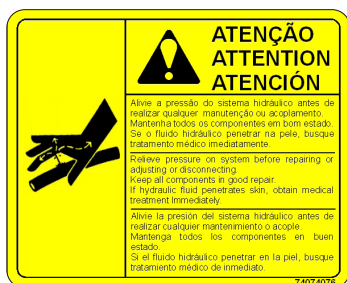 ATENÇÃO
ATTENTION
ATENCIÓN
Alivie a pressão do sistema hidráulico antes de
realizar qualquer manutenção ou acoplamento.
Mantenha todos os componentes em bom estado.
Se o fluido hidráulico penetrar na pele, busque
tratamento médico imediatamente.
Relieve pressure on system before repairing or
adjusting or disconnecting.
Keep all components in good repair.
If hydraulic fluid penetrates skin, obtain medical
treatment Immediately.
Alivie la presión del sistema hidráulico antes de
realizar cualquier mantenimiento o acople.
Mantenga todos los componentes en buen
estado.
Si el fluido hidráulico penetrar en la piel, busque
tratamiento médico de inmediato.
74074076